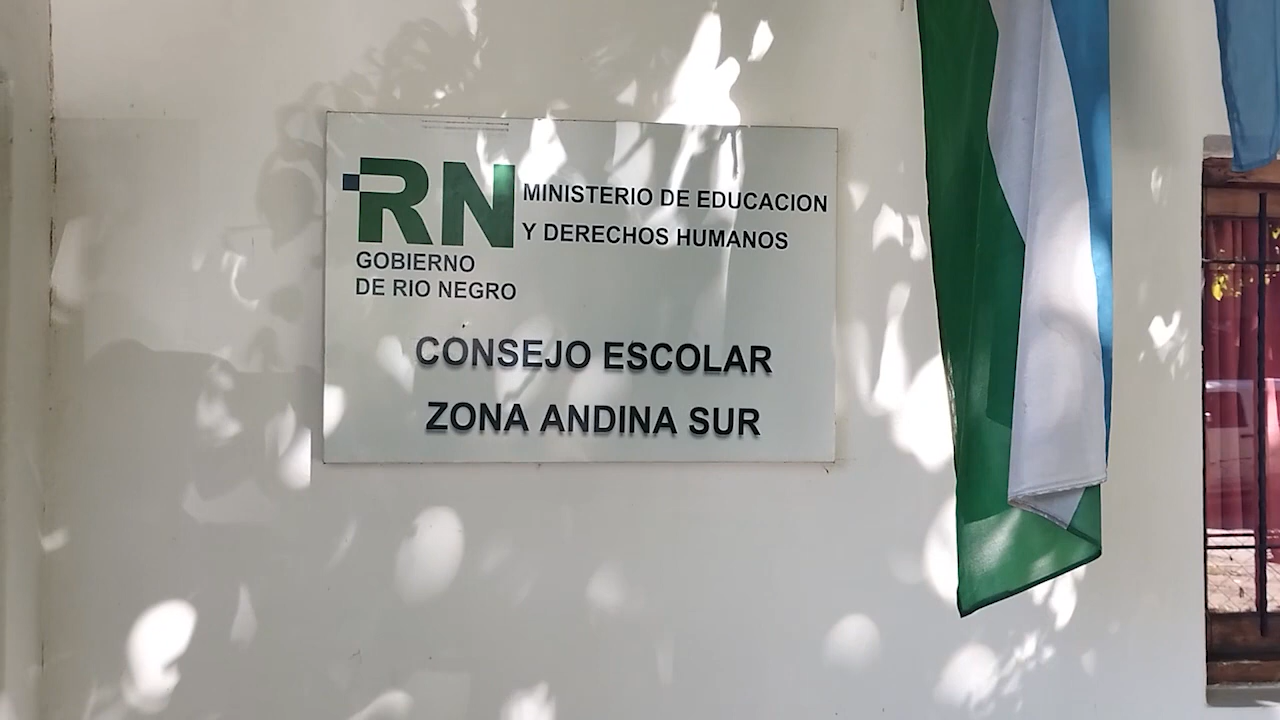 RN
MINISTERIO DE EDUCACION
Y DERECHOS HUMANOS
GOBIERNO
DE RIO NEGRO
CONSEJO ESCOLAR
ZONA ANDINA SUR